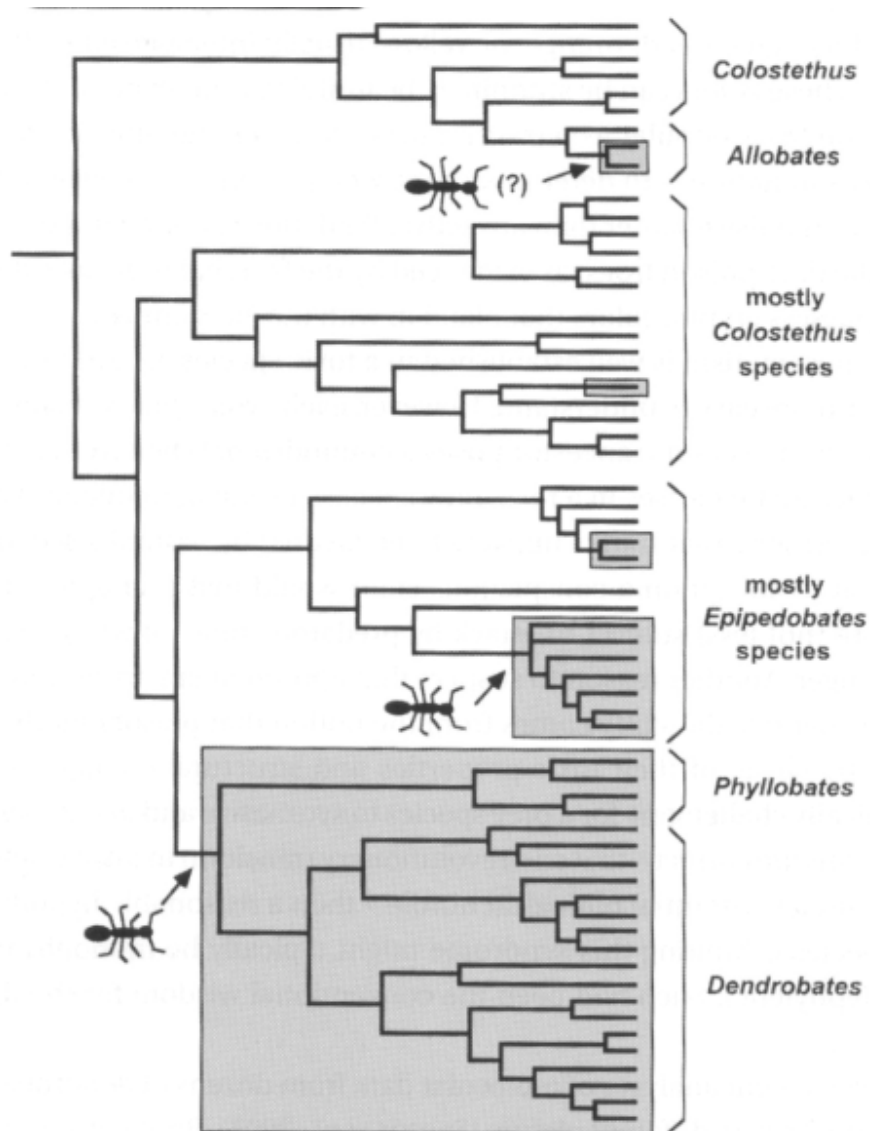 Colostethus
Allobates
(?)
mostly
Colostethus
species
mostly
Epipedobates
species
Phyllobates
Dendrobates